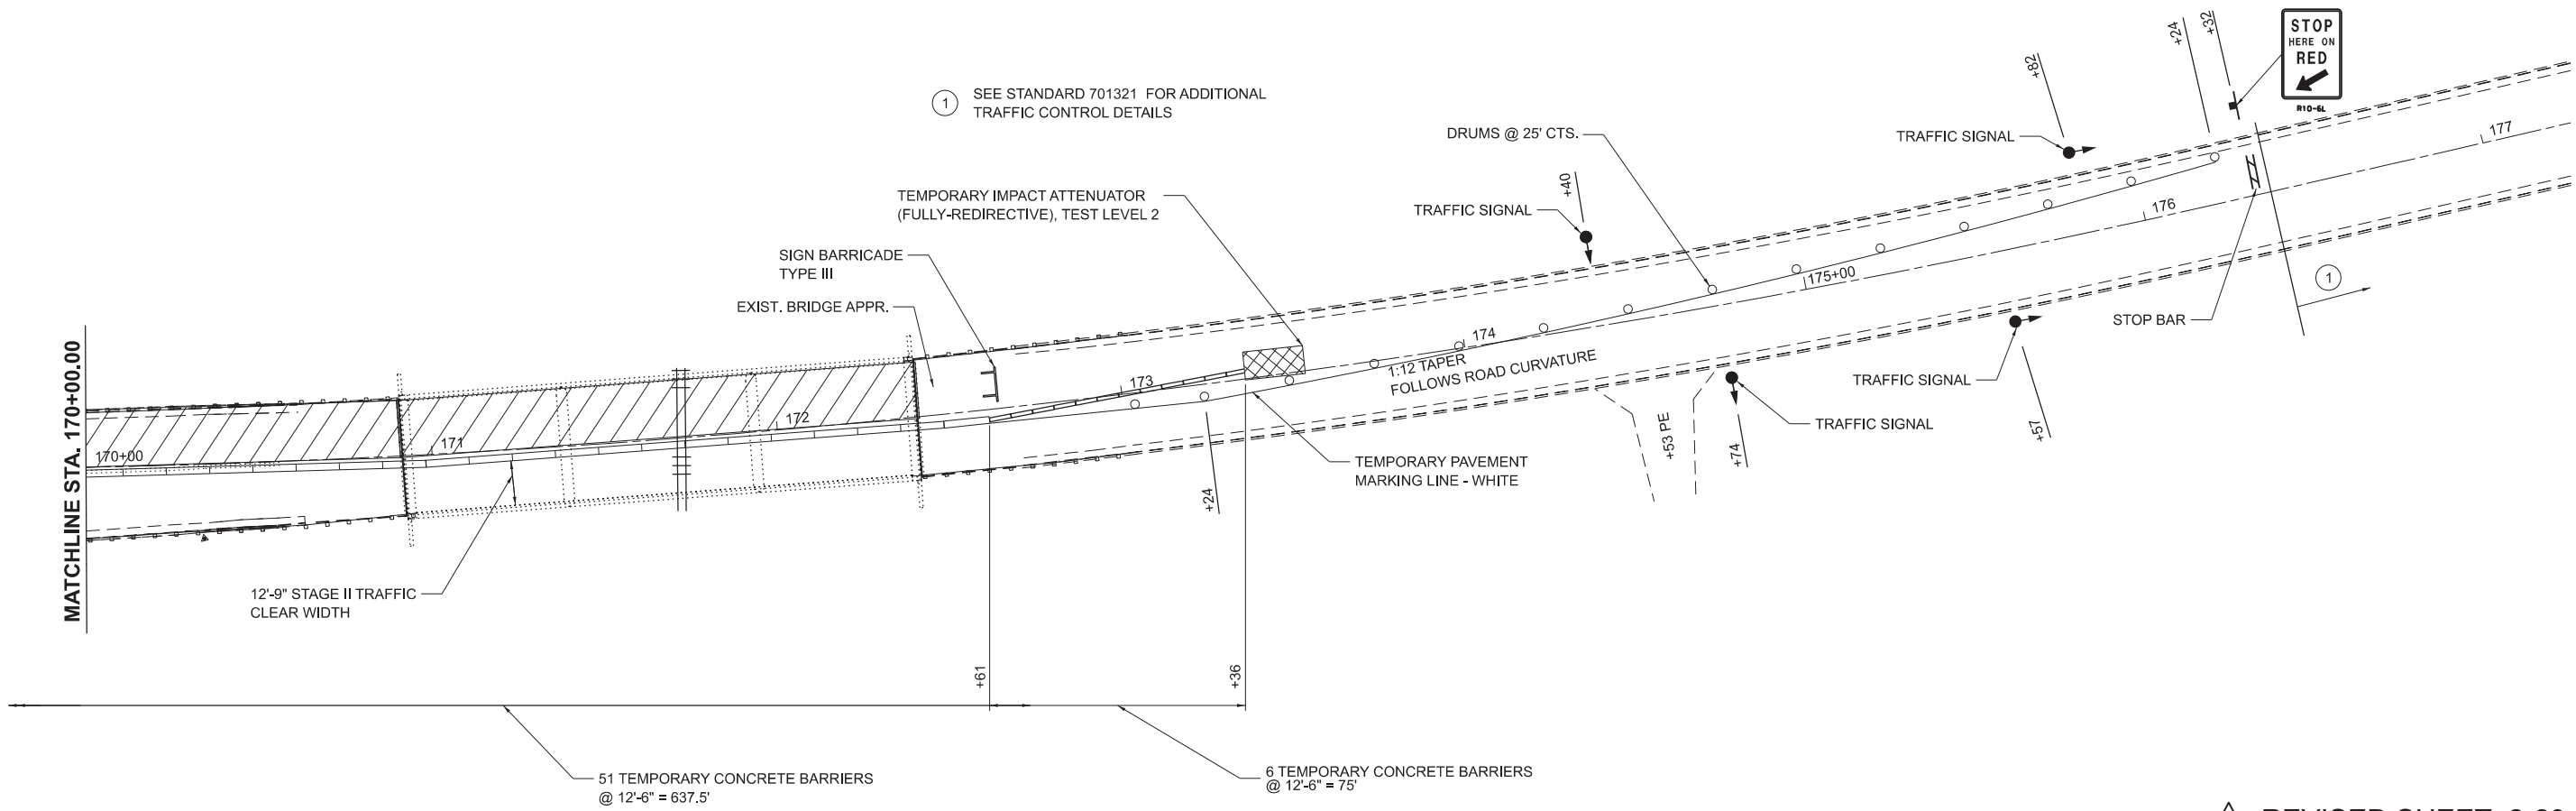 +24
+32
STOP
HERE ON
RED
R10-6L
+82
1
SEE STANDARD 701321 FOR ADDITIONAL
TRAFFIC CONTROL DETAILS
DRUMS @ 25' CTS.
TRAFFIC SIGNAL
177
+40
TEMPORARY IMPACT ATTENUATOR
(FULLY-REDIRECTIVE), TEST LEVEL 2
TRAFFIC SIGNAL
176
SIGN BARRICADE
TYPE III
175+00
1
EXIST. BRIDGE APPR.
STOP BAR
174
1:12 TAPER
FOLLOWS ROAD CURVATURE
MATCHLINE STA. 170+00.00
173
TRAFFIC SIGNAL
172
TRAFFIC SIGNAL
171
170+00
+53 PE
+74
+57
TEMPORARY PAVEMENT
MARKING LINE - WHITE
+24
12'-9" STAGE II TRAFFIC
CLEAR WIDTH
+61
+36
51 TEMPORARY CONCRETE BARRIERS
@ 12'-6" = 637.5'
6 TEMPORARY CONCRETE BARRIERS
@ 12'-6" = 75'